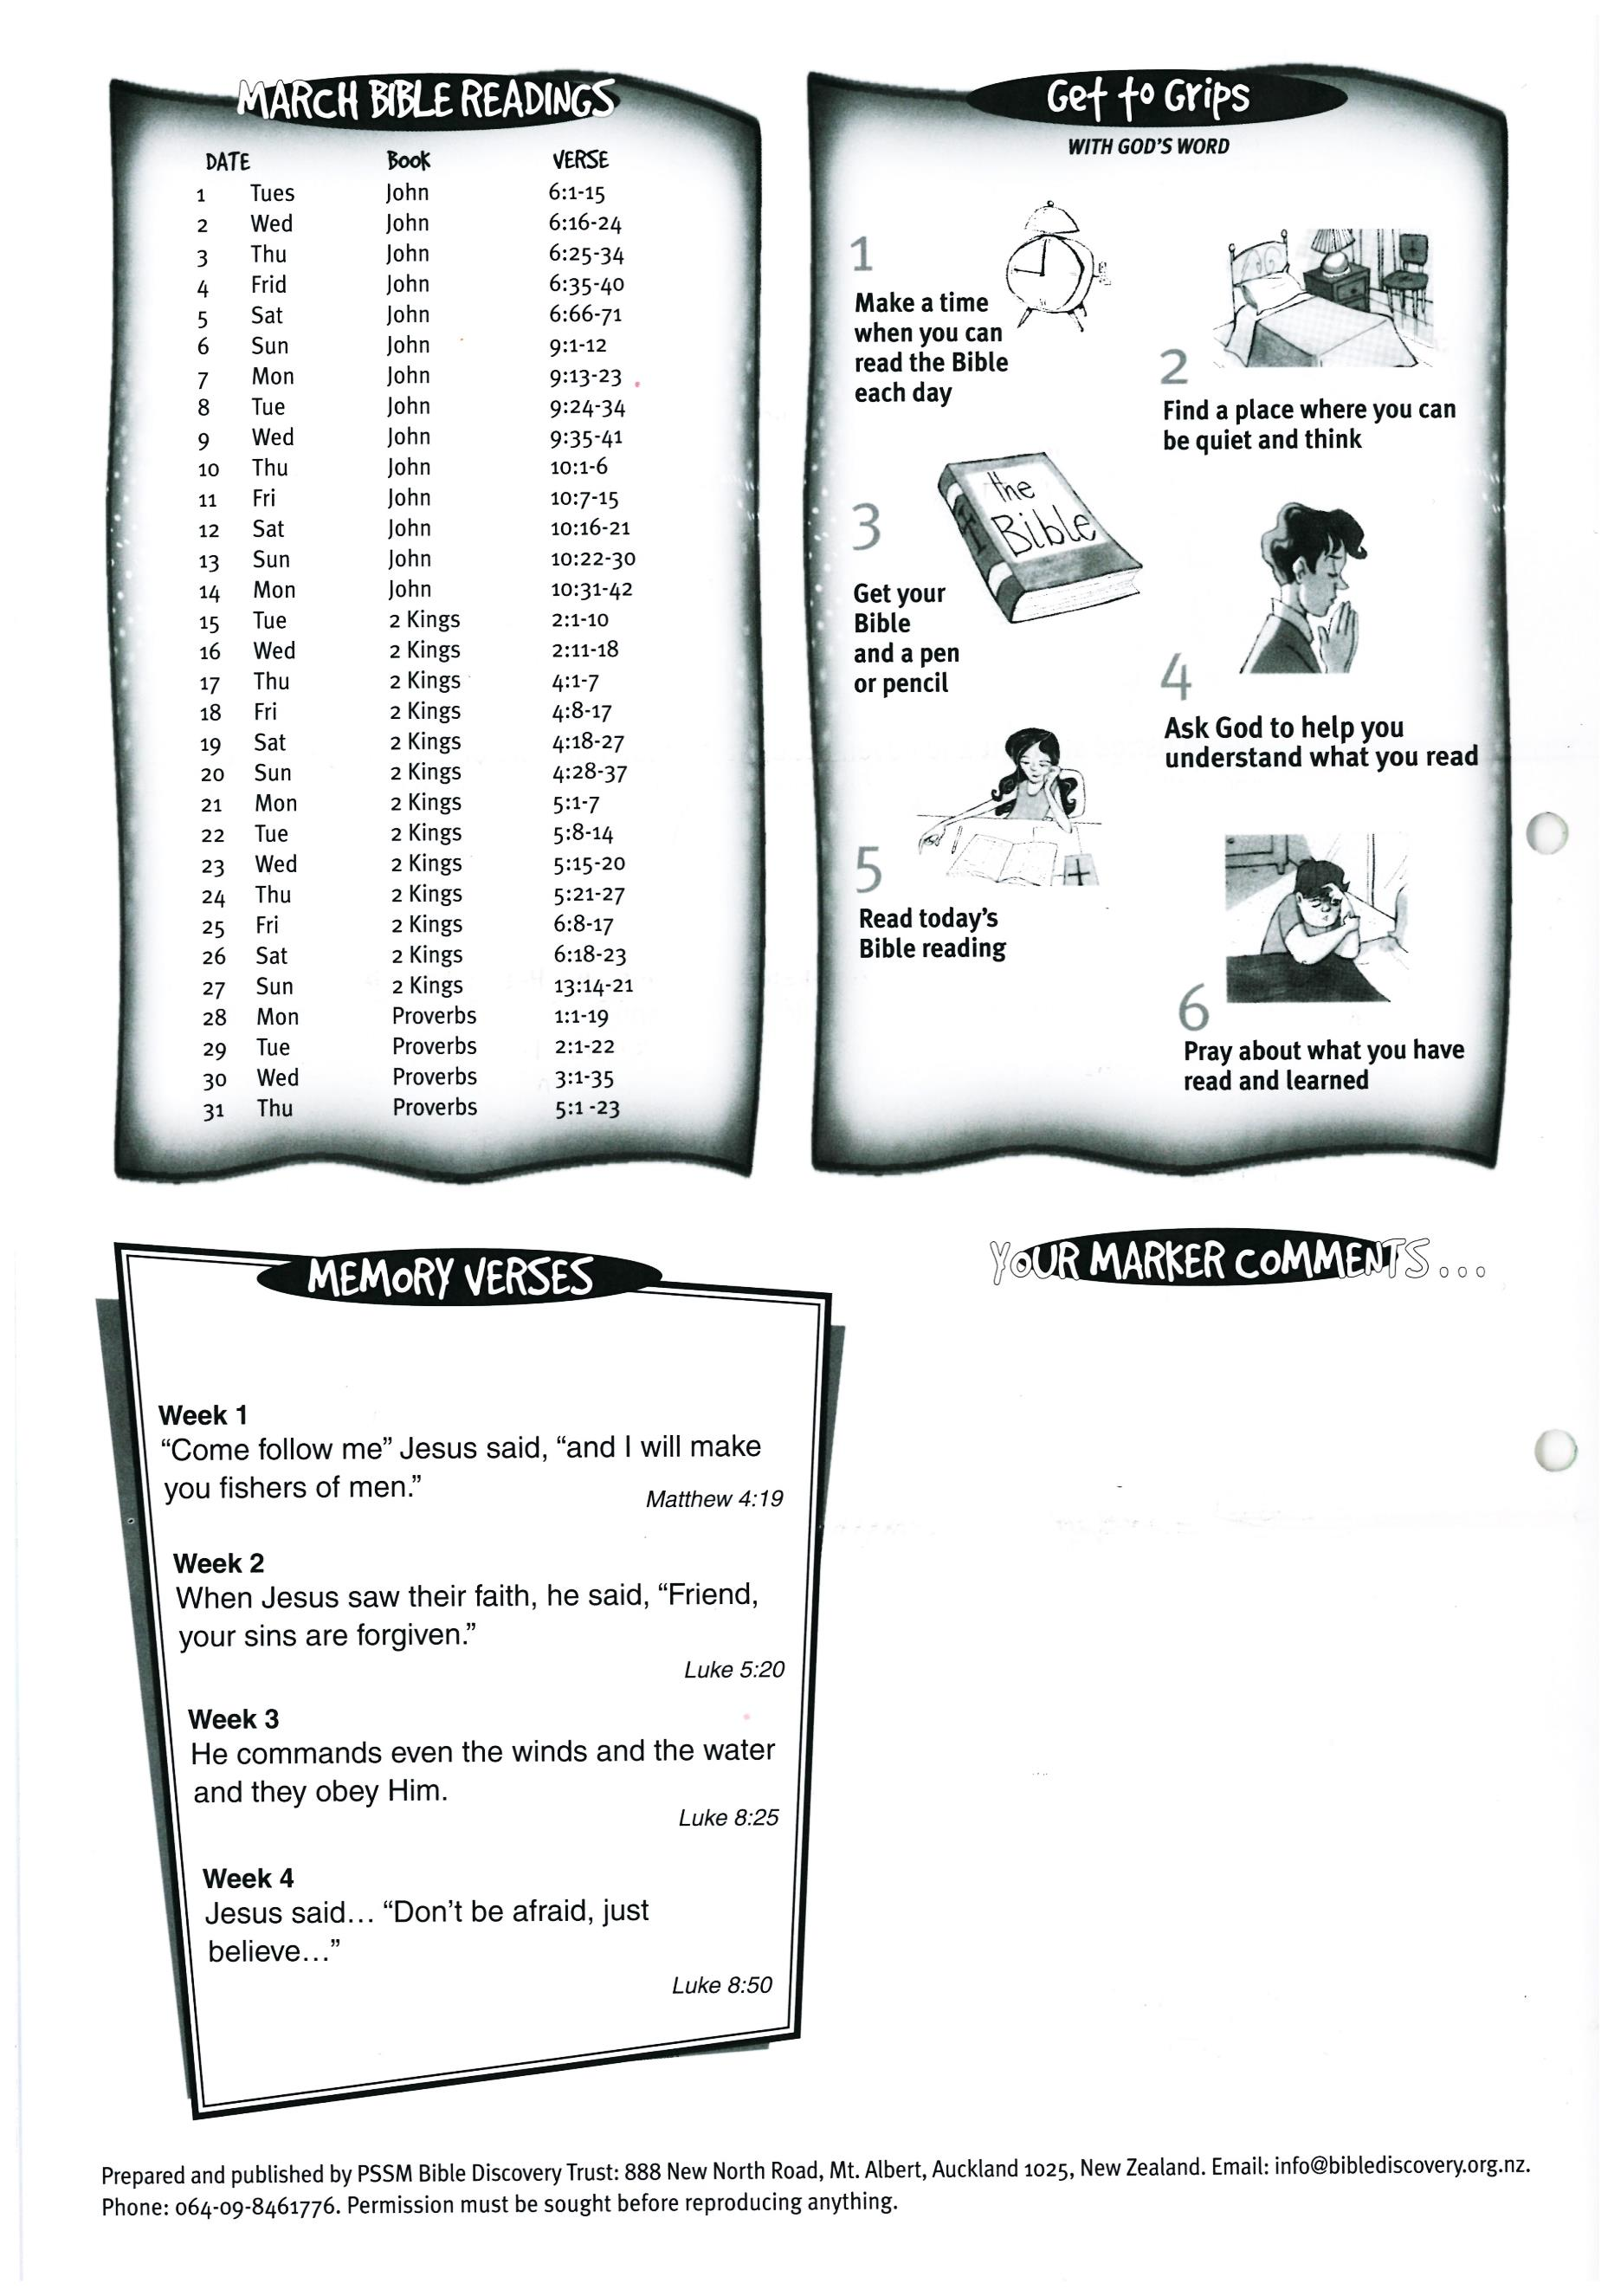 MARCH BIBLE READINGS
DATE Book VERSE
1 Tues John 6:1-15
2 Wed John 6:16-24
3 Thu John 6:25-34
4 Frid John 6:35-40
5 Sat John 6:66-71
6 Sun John 9:1-12
7 Mon John 9:13-23
8 Tue John 9:24-34
9 Wed John 9:35-41
10 Thu John 10:1-6
11 Fri John 10:7-15
12 Sat John 10:16-21
13 Sun John 10:22-30
14 Mon John 10:31-42
15 Tue 2 Kings 2:1-10
16 Wed 2 Kings 2:11-18
17 Thu 2 Kings 4:1-7
18 Fri 2 Kings 4:8-17
19 Sat 2 Kings 4:18-27
20 Sun 2 Kings 4:28-37
21 Mon 2 Kings 5:1-7
22 Tue 2 Kings 5:8-14
23 Wed 2 Kings 5:15-20
24 Thu 2 Kings 5:21-27
25 Fri 2 Kings 6:8-17
26 Sat 2 Kings 6:18-23
27 Sun 2 Kings 13:14-21
28 Mon Proverbs 1:1-19
29 Tue Proverbs 2:1-22
30 Wed Proverbs 3:1-35
31 Thu Proverbs 5:1 -23
Get to Grips
WITH GOD'S WORD
1
Make a time
when you can
read the Bible
each day
2
Find a place where you can
be quiet and think
3
the
Bible
Get your
Bible
and a pen
or pencil
4
Ask God to help you
understand what you read
5
Read today's
Bible reading
6
Pray about what you have
read and learned
MEMORY VERSES
Week 1
“Come follow me” Jesus said, “and I will make
you fishers of men.”
Matthew 4:19
Week 2
When Jesus saw their faith, he said, “Friend,
your sins are forgiven.”
Luke 5:20
Week 3
He commands even the winds and the water
and they obey Him.
Luke 8:25
Week 4
Jesus said… “Don’t be afraid, just
believe…”
Luke 8:50
YOUR MARKER COMMENTS...
Prepared and published by PSSM Bible Discovery Trust: 888 New North Road, Mt. Albert, Auckland 1025, New Zealand. Email: info@biblediscovery.org.nz.
Phone: 064-09-8461776. Permission must be sought before reproducing anything.